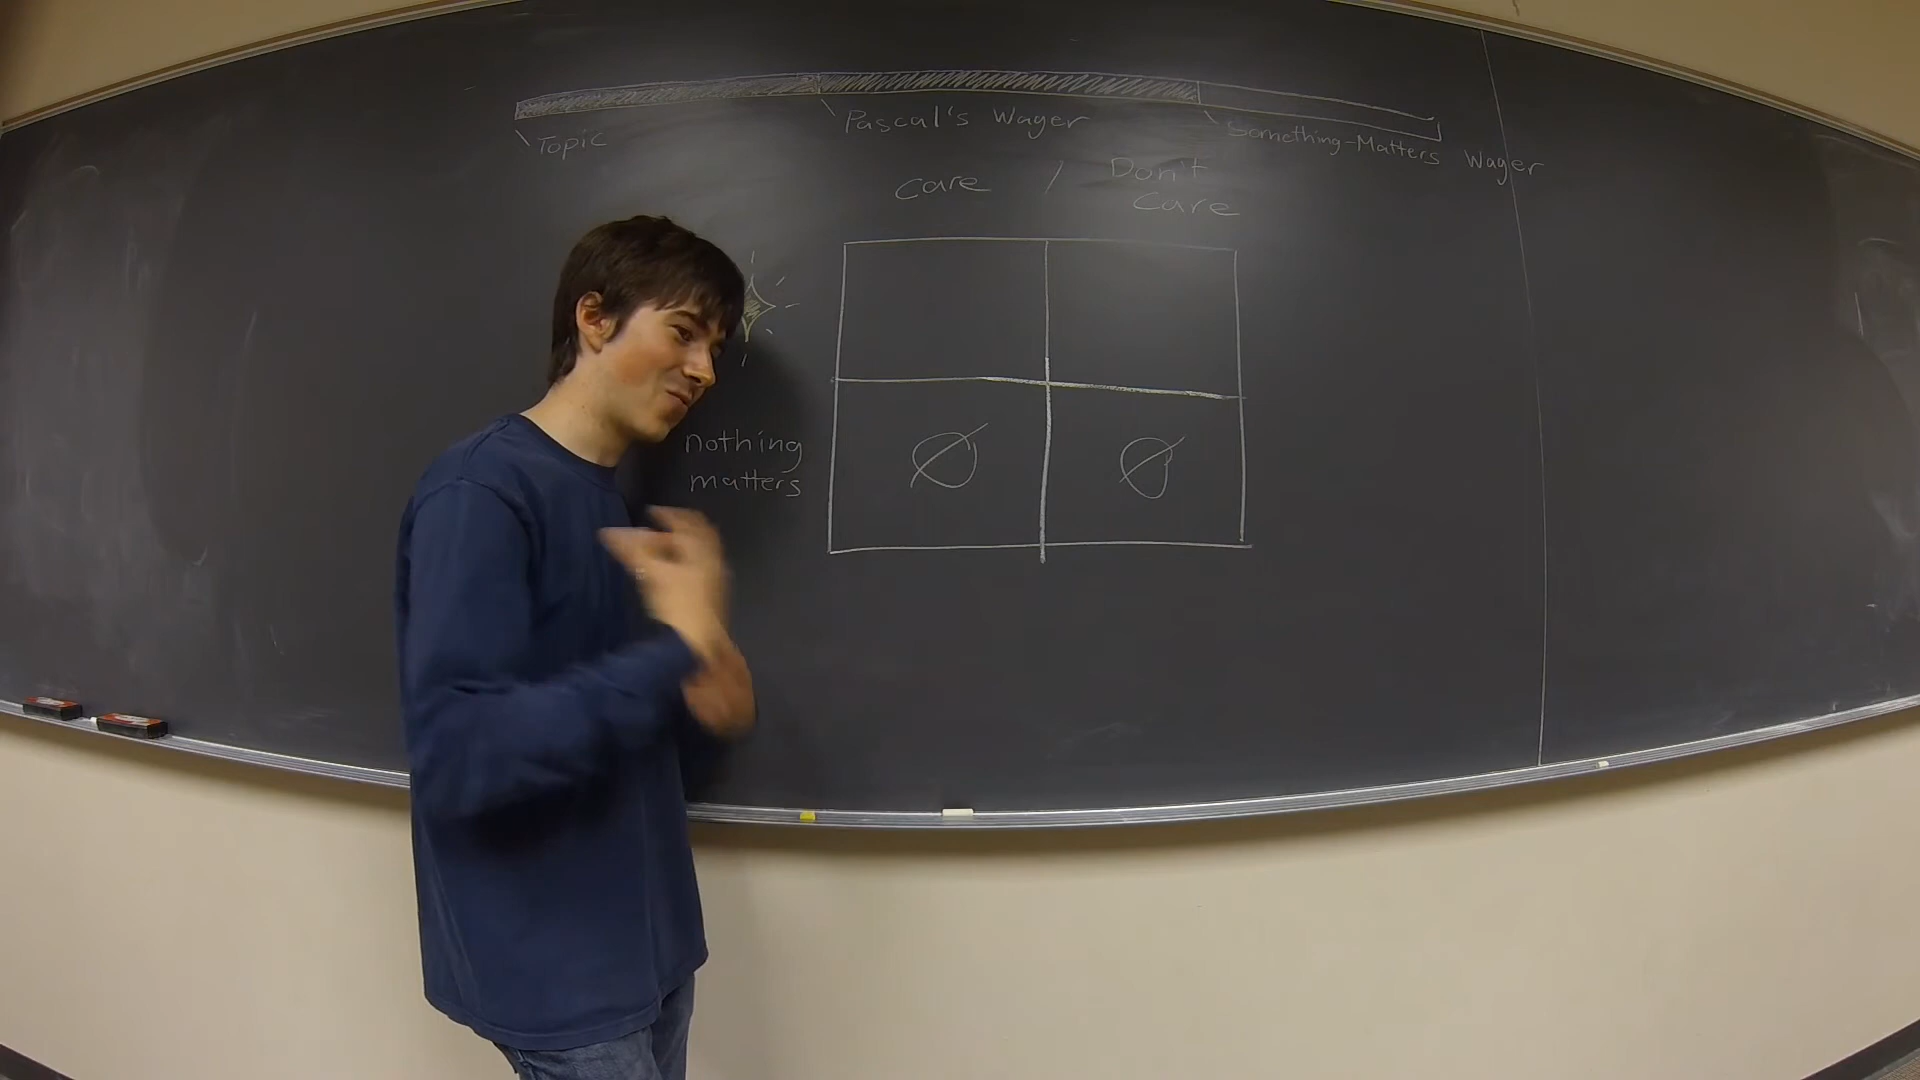 Topic
Pascal's Wager
Something-Matters Wager
Care / Don't
Care
nothing
matters
Ø Ø